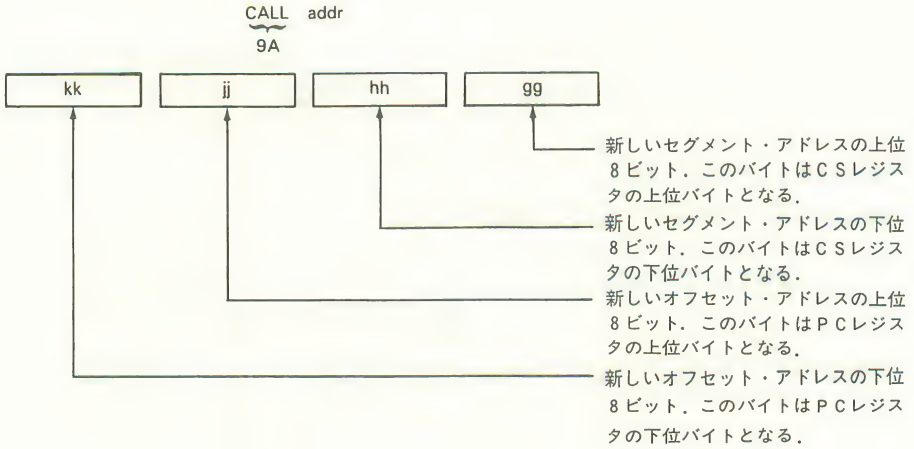 CALL addr
9A
kk jj hh gg
新しいセグメント・アドレスの上位
8ビット．このバイトはCSレジス
タの上位バイトとなる．
新しいセグメント・アドレスの下位
8ビット．このバイトはCSレジス
タの下位バイトとなる．
新しいオフセット・アドレスの上位
8ビット．このバイトはPCレジス
タの上位バイトとなる．
新しいオフセット・アドレスの下位
8ビット．このバイトはPCレジス
タの下位バイトとなる．